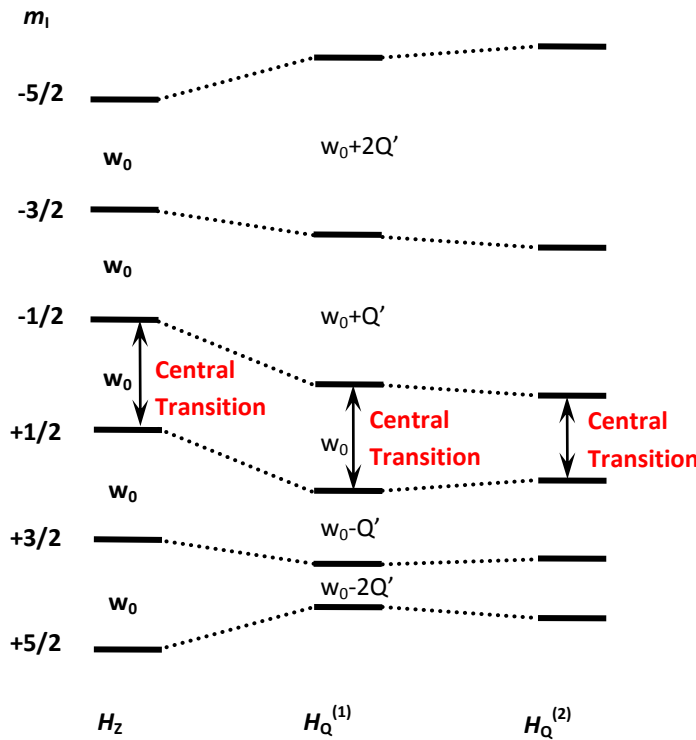 mI
-5/2
w0
w0+2Q’
-3/2
w0
-1/2
w0+Q’
w0
Central
Transition
+1/2
w0
Central
Transition
Central
Transition
w0
w0-Q’
+3/2
w0
w0-2Q’
+5/2
HZ
HQ(1)
HQ(2)